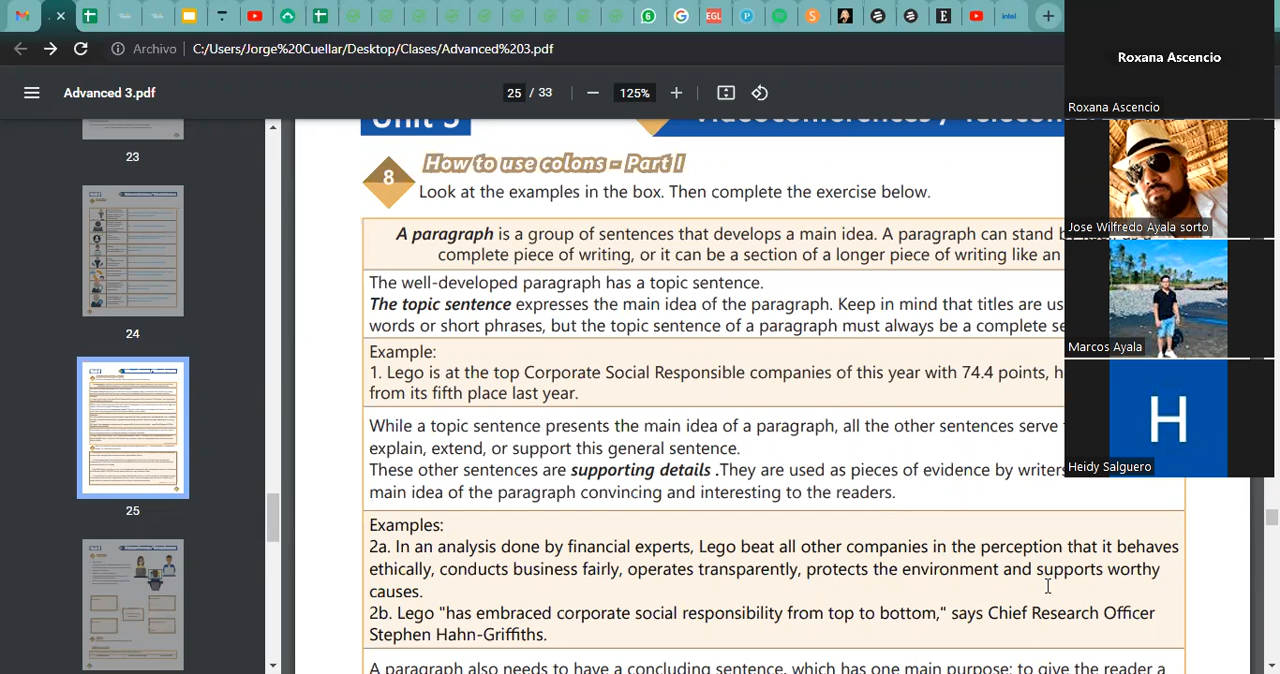 6
EGL
P
S
E
intel
Archivo
C:/Users/Jorge%20Cuellar/Desktop/Clases/Advanced%203.pdf
Roxana Ascencio
Advanced 3.pdf
25 / 33
125%
Roxana Ascencio
23
Unit 5
Videoconferences / Telecon
8
How to use colons - Part I
Look at the examples in the box. Then complete the exercise below.
Jose Wilfredo Ayala sorto
A paragraph is a group of sentences that develops a main idea. A paragraph can stand
complete piece of writing, or it can be a section of a longer piece of writing like an
The well-developed paragraph has a topic sentence.
The topic sentence expresses the main idea of the paragraph. Keep in mind that titles are us
words or short phrases, but the topic sentence of a paragraph must always be a complete se
24
Marcos Ayala
Example:
1. Lego is at the top Corporate Social Responsible companies of this year with 74.4 points, h
from its fifth place last year.
While a topic sentence presents the main idea of a paragraph, all the other sentences serve
explain, extend, or support this general sentence.
H
These other sentences are supporting details .They are used as pieces of evidence by writers
main idea of the paragraph convincing and interesting to the readers.
Heidy Salguero
25
Examples:
2a. In an analysis done by financial experts, Lego beat all other companies in the perception that it behaves
ethically, conducts business fairly, operates transparently, protects the environment and supports worthy
causes.
2b. Lego "has embraced corporate social responsibility from top to bottom," says Chief Research Officer
Stephen Hahn-Griffiths.
A paragraph also needs to have a concluding sentence, which has one main purpose: to give the reader a